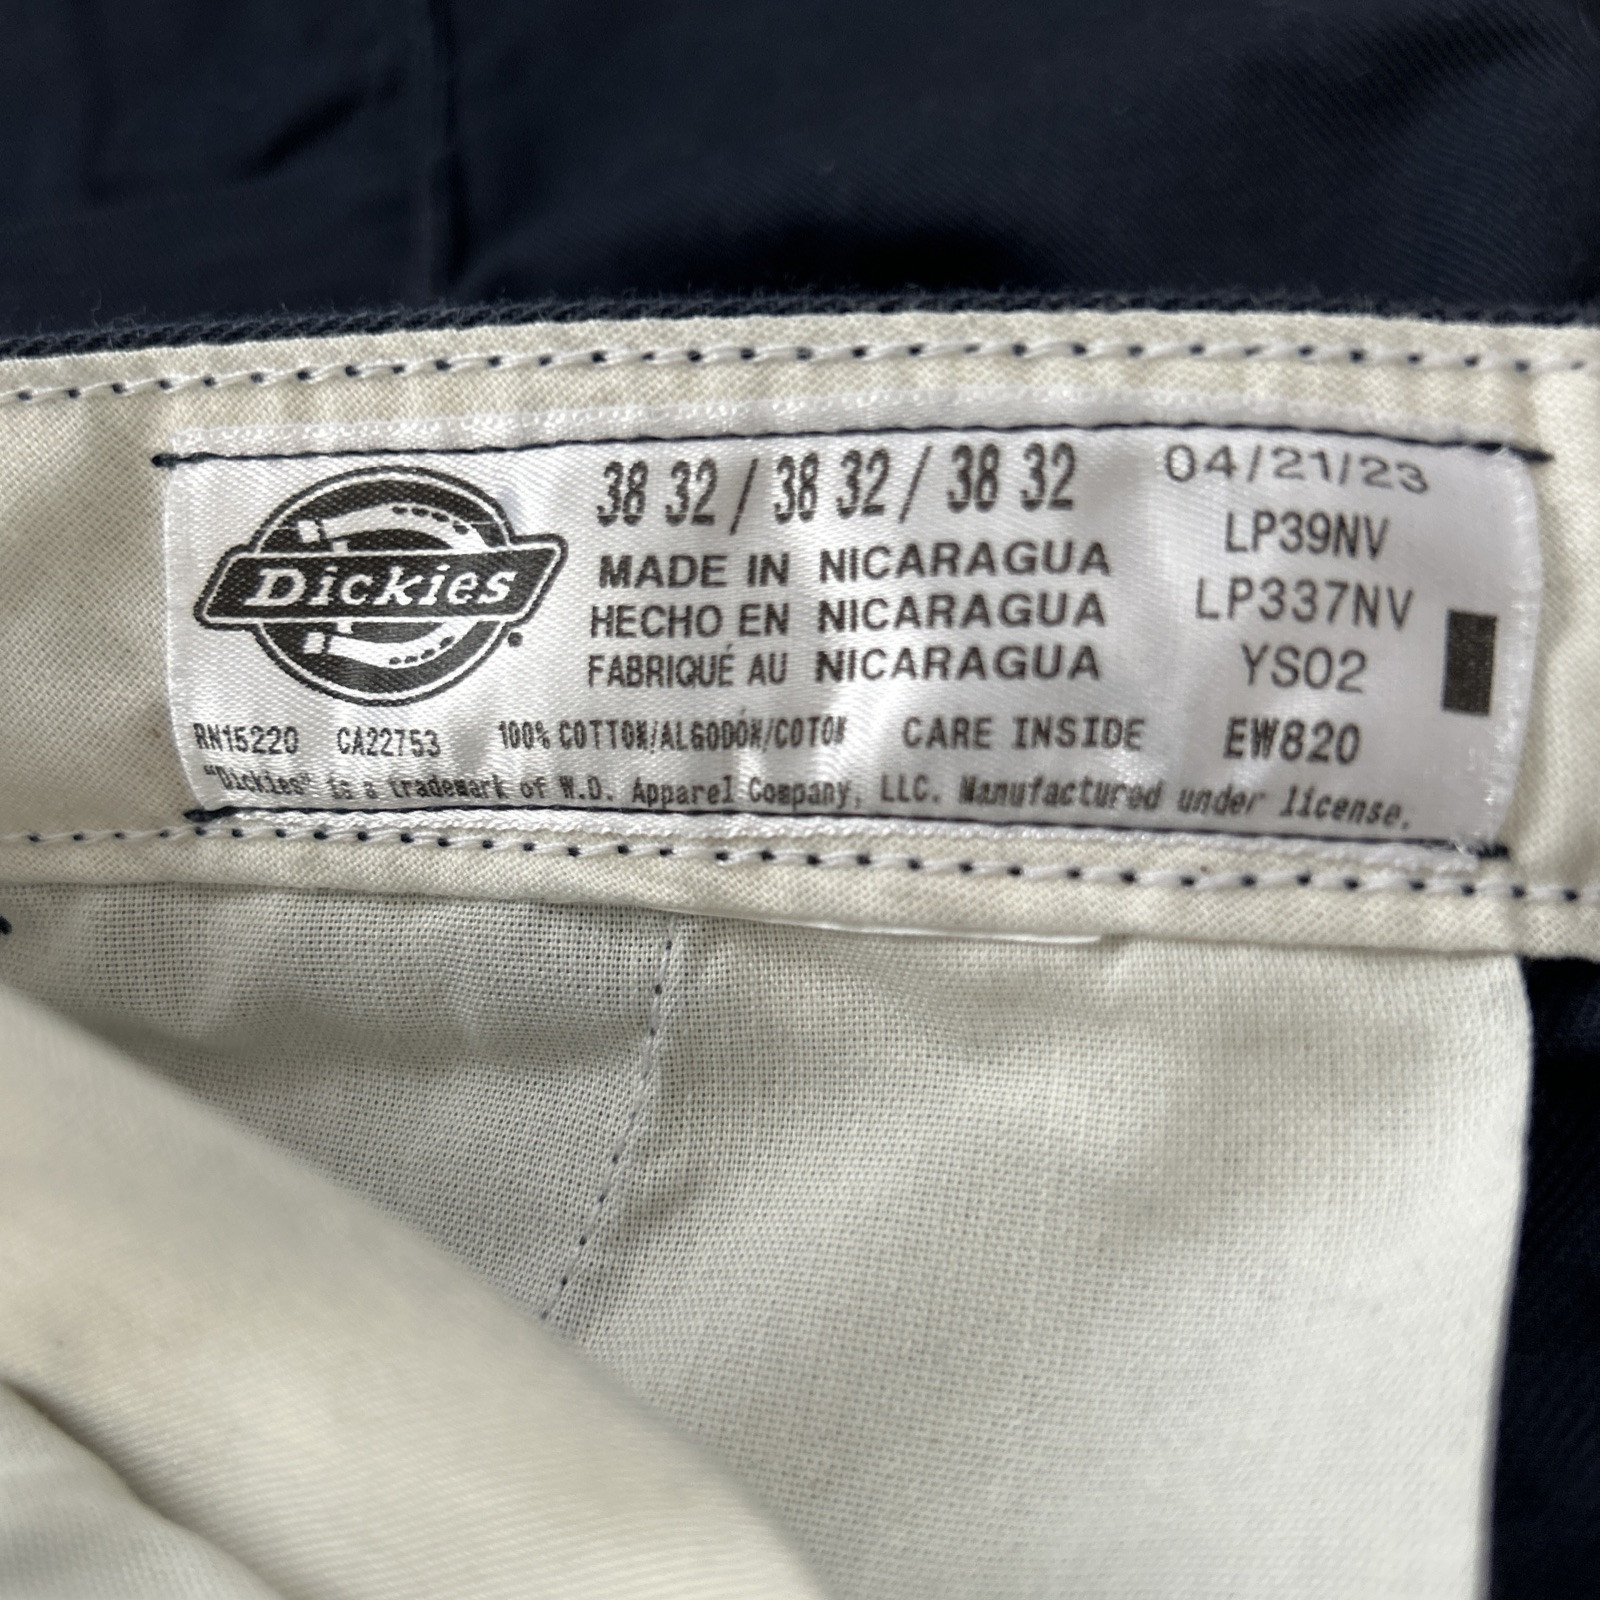 Dickies
38 32 / 38 32 / 38 32
MADE IN NICARAGUA
HECHO EN NICARAGUA
FABRIQUÉ AU NICARAGUA
04/21/23
LP39NV
LP337NV
YS02
EW820
RN15220 CA22753 100% COTTON/ALGODÓN/COTON CARE INSIDE
"Dickies" is a trademark of W.D. Apparel Company, LLC. Manufactured under license.